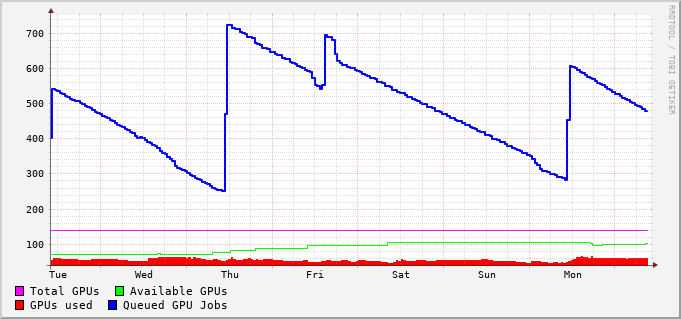 RRDTOOL / TOBI OETIKER
700
600
500
400
300
200
100
Tue Wed Thu Fri Sat Sun Mon
Total GPUs Available GPUs
GPUs used Queued GPU Jobs